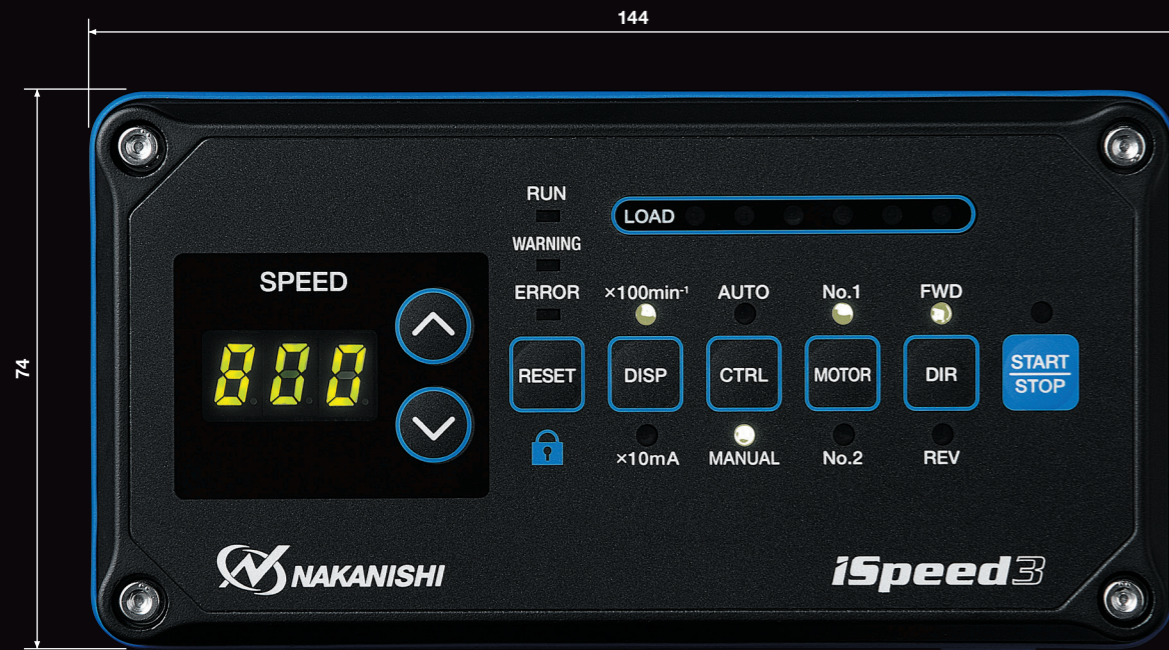 144
74
RUN
LOAD
WARNING
ERROR
×100min⁻¹
AUTO
No.1
FWD
SPEED
800
RESET
DISP
CTRL
MOTOR
DIR
START
STOP
×10mA
MANUAL
No.2
REV
NAKANISHI
iSpeed3